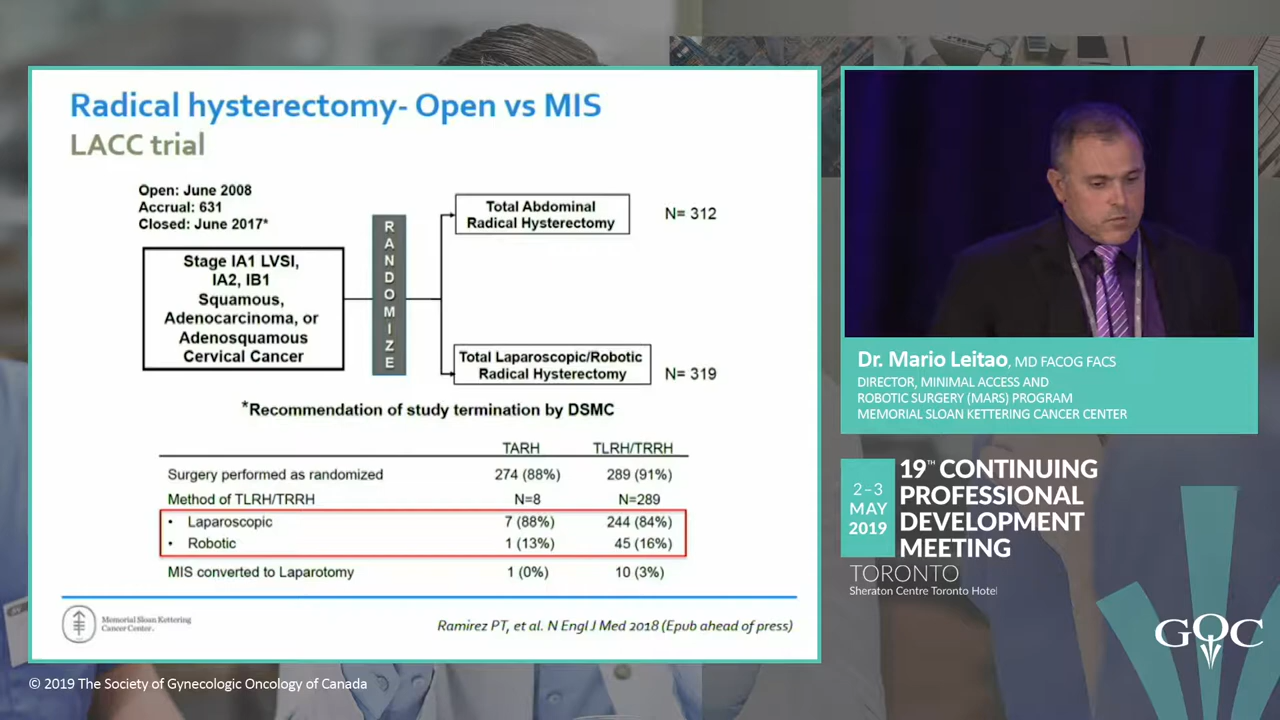 Radical hysterectomy- Open vs MIS
LACC trial
Open: June 2008
Accrual: 631
Closed: June 2017*
Stage IA1 LVSI,
IA2, IB1
Squamous,
Adenocarcinoma, or
Adenosquamous
Cervical Cancer
RANDOMIZE
Total Abdominal
Radical Hysterectomy
N= 312
Total Laparoscopic/Robotic
Radical Hysterectomy
N= 319
*Recommendation of study termination by DSMC
TARH TLRH/TRRH
Surgery performed as randomized 274 (88%) 289 (91%)
Method of TLRH/TRRH N=8 N=289
• Laparoscopic 7 (88%) 244 (84%)
• Robotic 1 (13%) 45 (16%)
MIS converted to Laparotomy 1 (0%) 10 (3%)
Memorial Sloan Kettering
Cancer Center.
Ramirez PT, et al. N Engl J Med 2018 (Epub ahead of press)
Dr. Mario Leitao, MD FACOG FACS
DIRECTOR, MINIMAL ACCESS AND
ROBOTIC SURGERY (MARS) PROGRAM
MEMORIAL SLOAN KETTERING CANCER CENTER
2–3
MAY
2019
19TH CONTINUING
PROFESSIONAL
DEVELOPMENT
MEETING
TORONTO
Sheraton Centre Toronto Hotel
GOC
© 2019 The Society of Gynecologic Oncology of Canada